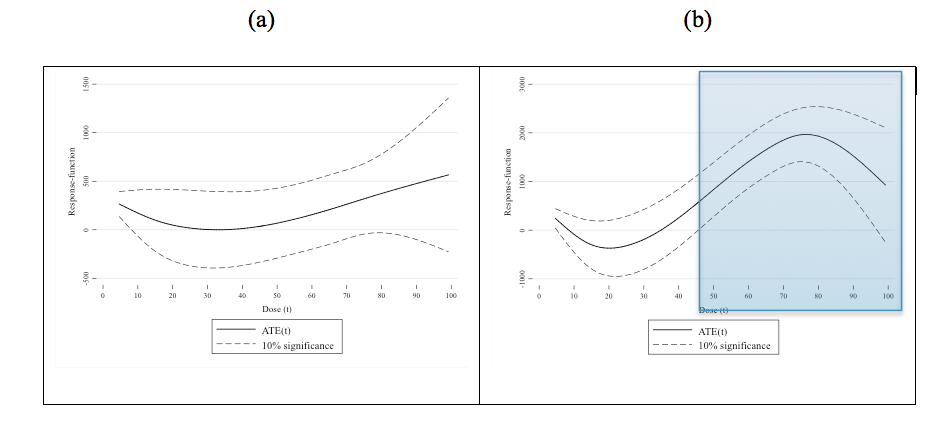 (a)
(b)
1500
1000
500
0
-500
Response-function
0 10 20 30 40 50 60 70 80 90 100
Dose (t)
ATE(t)
10% significance
3000
2000
1000
0
-1000
Response-function
0 10 20 30 40 50 60 70 80 90 100
Dose (t)
ATE(t)
10% significance